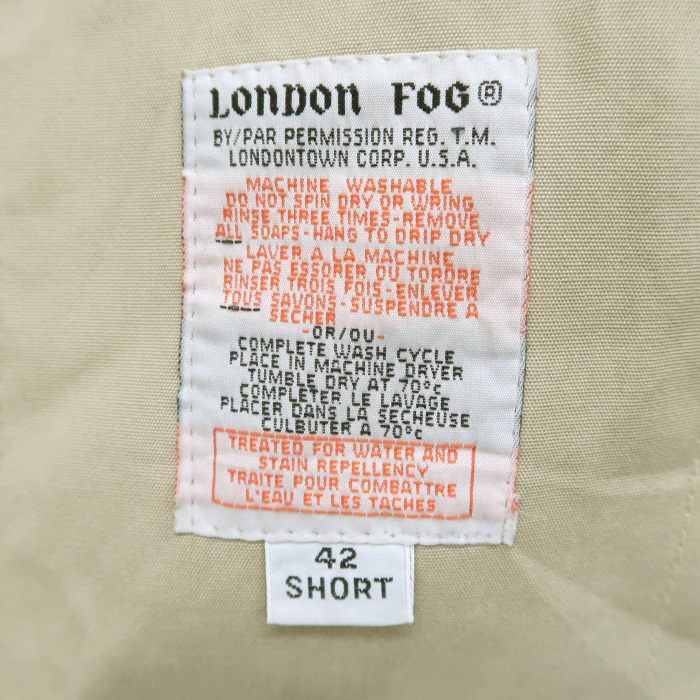 LONDON FOG®
BY/PAR PERMISSION REG. T.M.
LONDONTOWN CORP. U.S.A.
MACHINE WASHABLE
DO NOT SPIN DRY OR WRING
RINSE THREE TIMES-REMOVE
ALL SOAPS-HANG TO DRIP DRY
LAVER A LA MACHINE
NE PAS ESSORER OU TORDRE
RINSER TROIS FOIS-ENLEVER
TOUS SAVONS-SUSPENDRE A
SECHER
-OR/OU-
COMPLETE WASH CYCLE
PLACE IN MACHINE DRYER
TUMBLE DRY AT 70°C
COMPLETER LE LAVAGE
PLACER DANS LA SECHEUSE
CULBUTER A 70°C
TREATED FOR WATER AND
STAIN REPELLENCY
TRAITE POUR COMBATTRE
L'EAU ET LES TACHES
42
SHORT